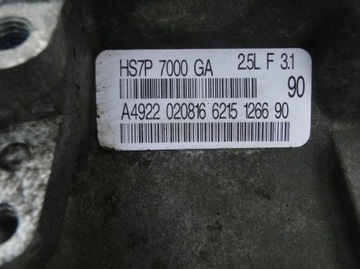 HS7P 7000 GA 2.5L F 3.1
90
A4922 020816 6215 1266 90